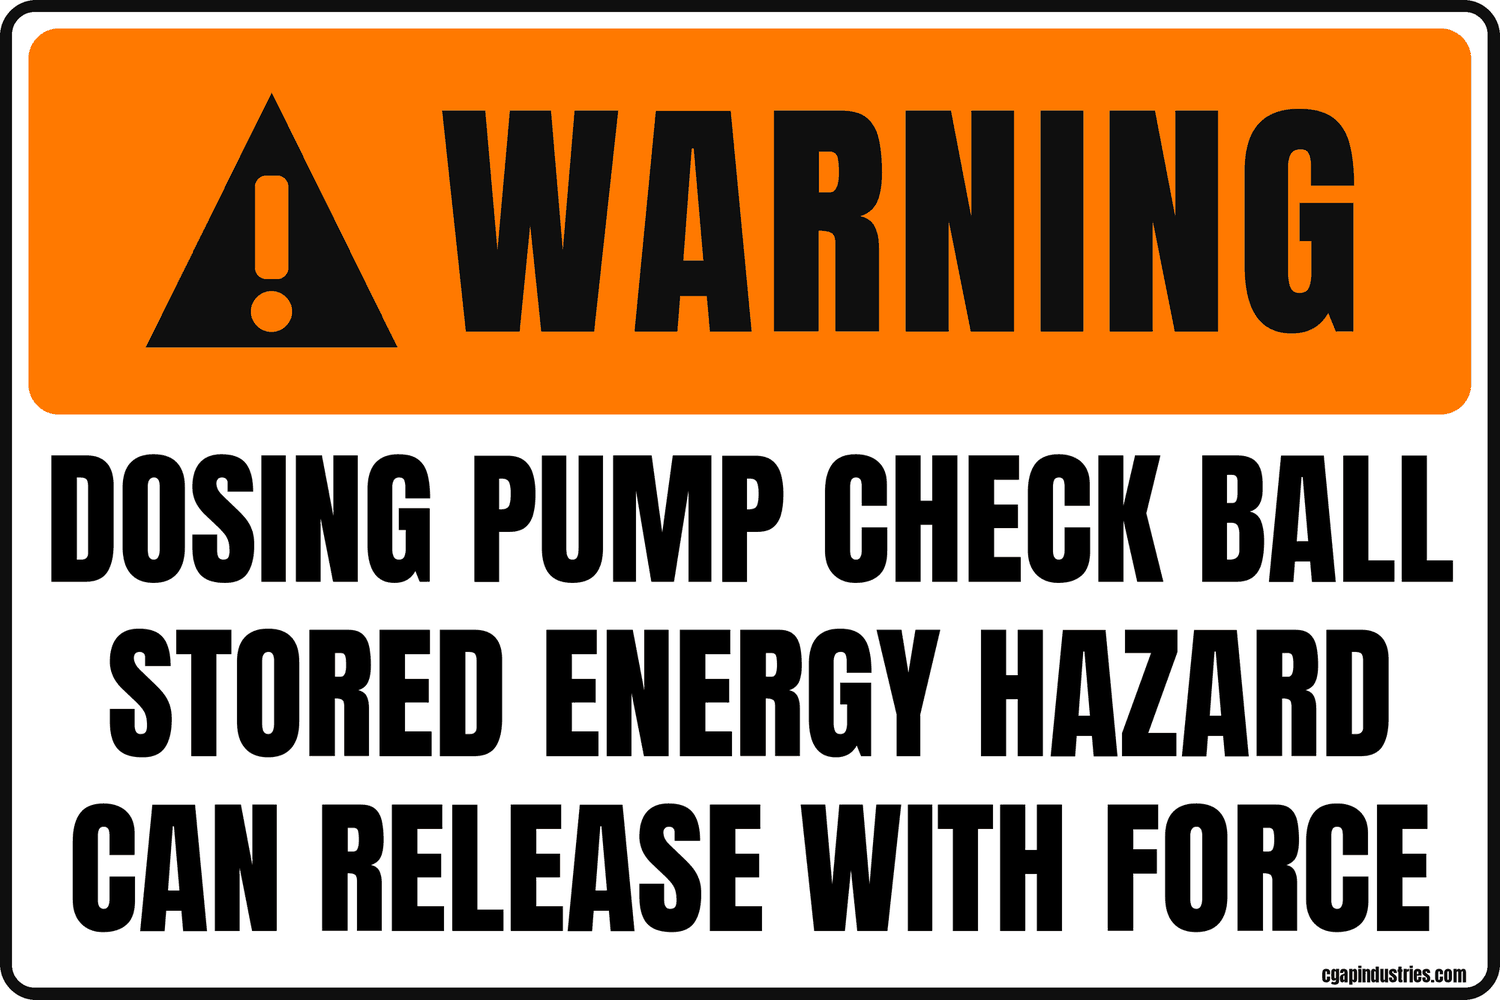 WARNING
DOSING PUMP CHECK BALL
STORED ENERGY HAZARD
CAN RELEASE WITH FORCE
cgapindustries.com